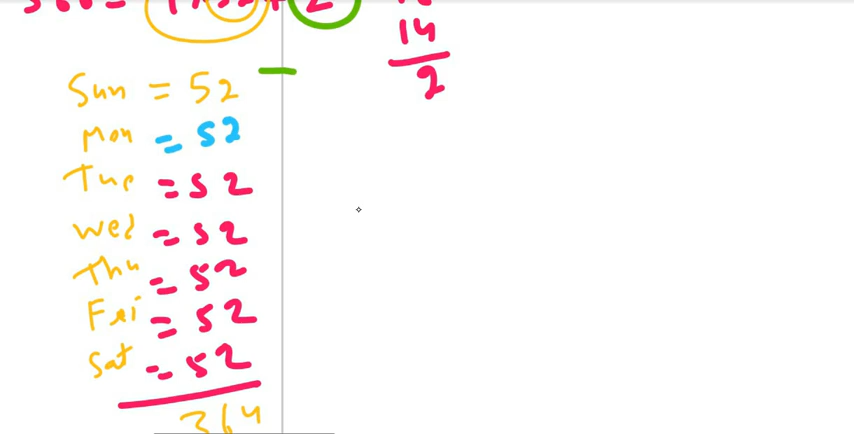 14
2
Sun = 52
Mon = 52
Tue = 52
Wed = 52
Thu = 52
Fri = 52
Sat = 52
364